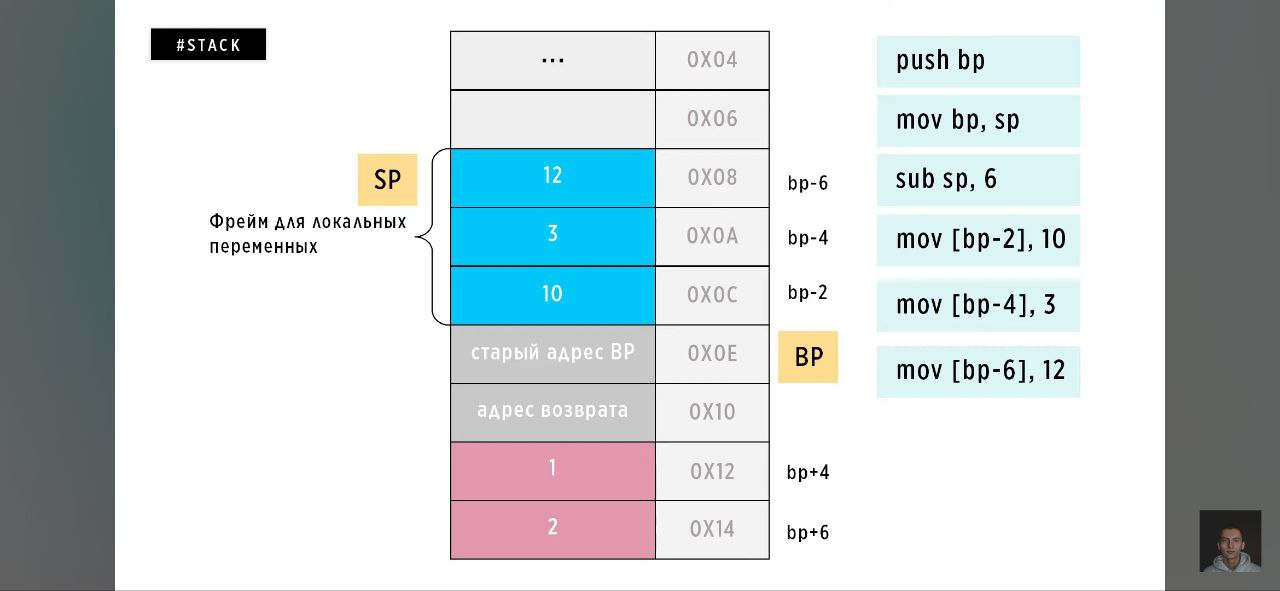 #STACK
... 0X04
0X06
SP
12 0X08 bp-6
Фрейм для локальных
переменных
3 0X0A bp-4
10 0X0C bp-2
старый адрес BP 0X0E BP
адрес возврата 0X10
1 0X12 bp+4
2 0X14 bp+6
push bp
mov bp, sp
sub sp, 6
mov [bp-2], 10
mov [bp-4], 3
mov [bp-6], 12